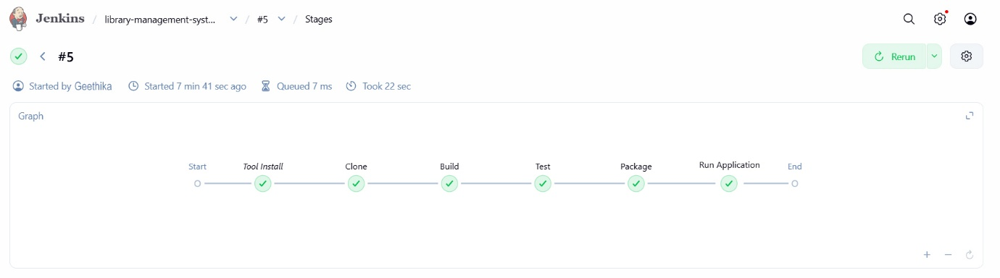 Jenkins / library-management-syst... / #5 / Stages
#5
Rerun
Started by Geethika Started 7 min 41 sec ago Queued 7 ms Took 22 sec
Graph
Start Tool Install Clone Build Test Package Run Application End